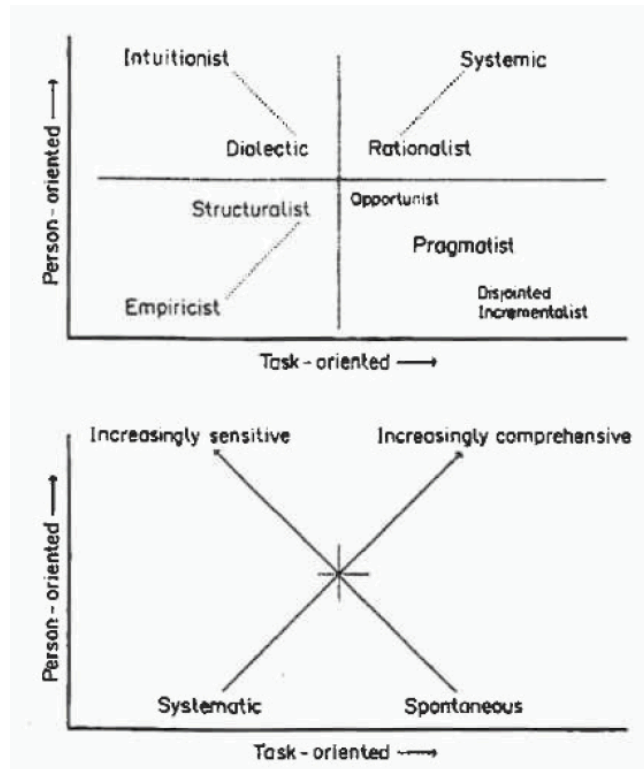 Intuitionist
Systemic
Dialectic
Rationalist
Structuralist
Opportunist
Pragmatist
Empiricist
Disjointed
Incrementalist
Person-oriented
Task-oriented
Increasingly sensitive
Increasingly comprehensive
Systematic
Spontaneous
Person-oriented
Task-oriented